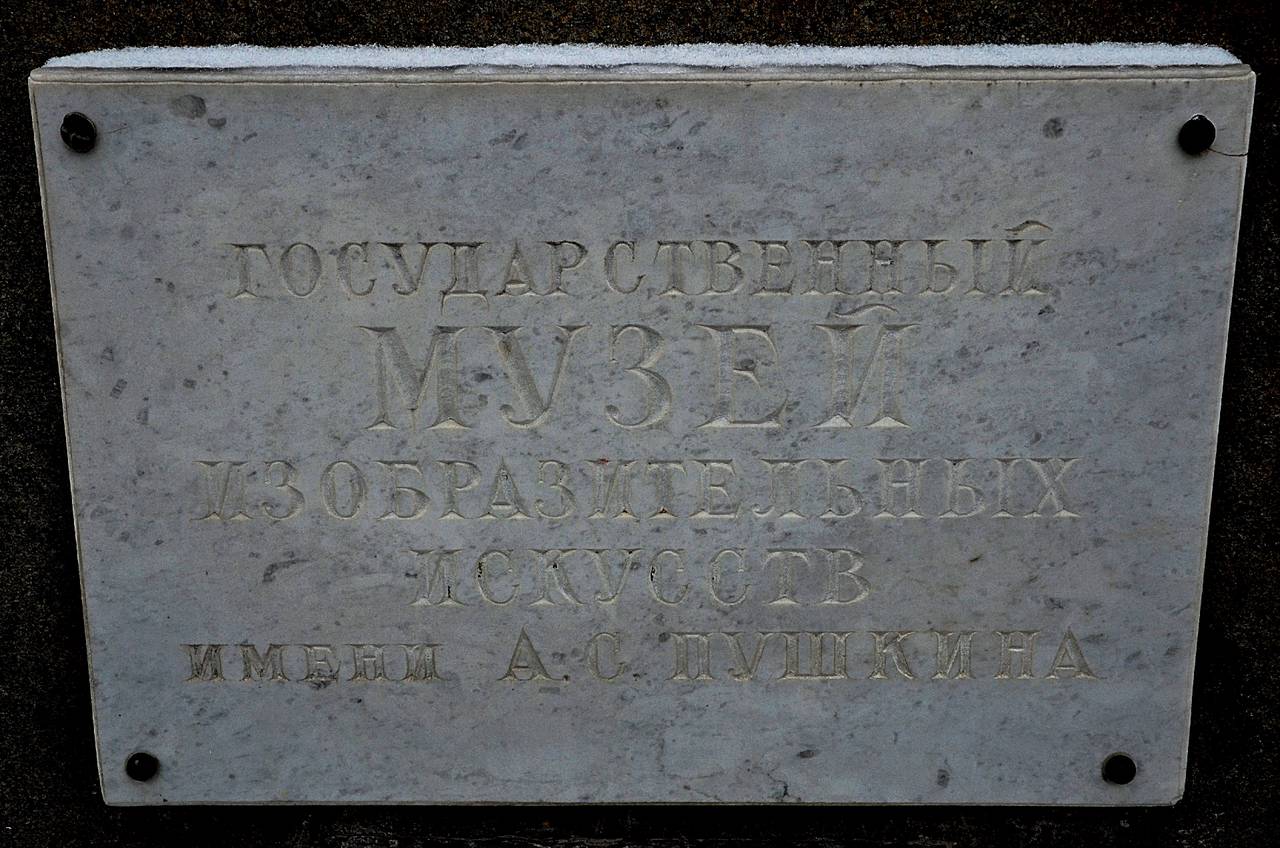 ГОСУДАРСТВЕННЫЙ
МУЗЕЙ
ИЗОБРАЗИТЕЛЬНЫХ
ИСКУССТВ
ИМЕНИ А.С ПУШКИНА